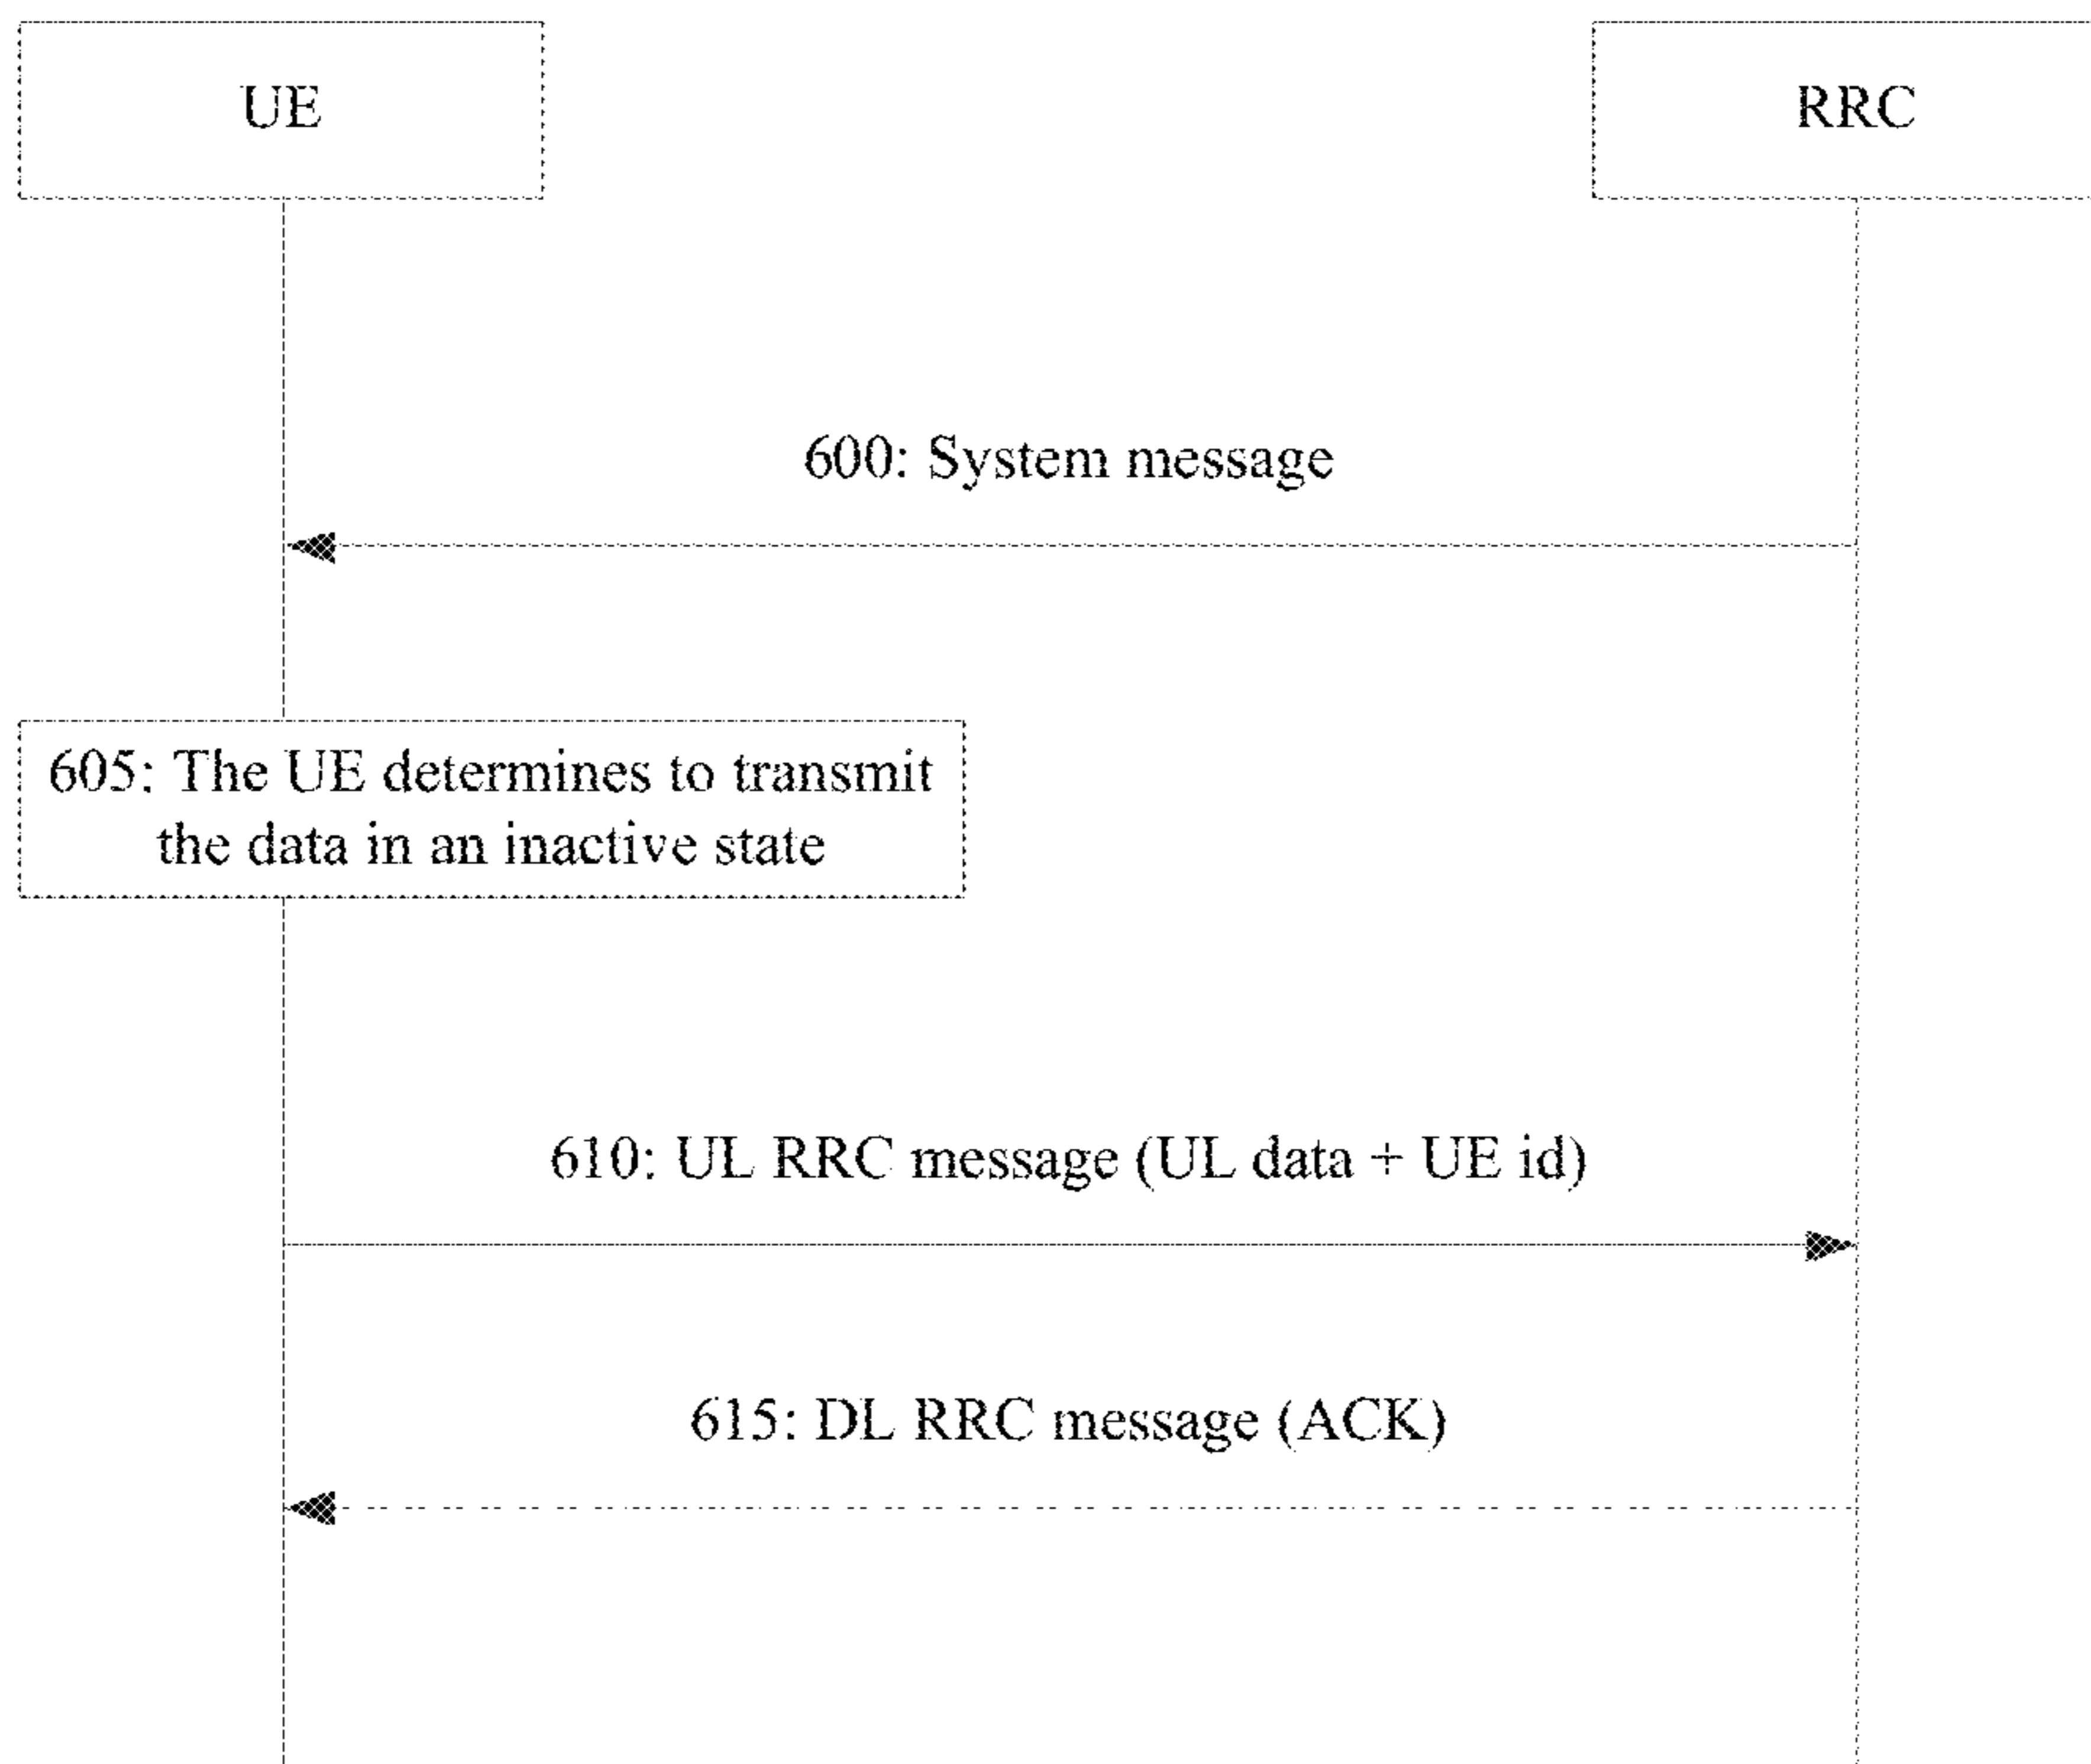 UE
RRC
600: System message
605: The UE determines to transmit
the data in an inactive state
610: UL RRC message (UL data + UE id)
615: DL RRC message (ACK)